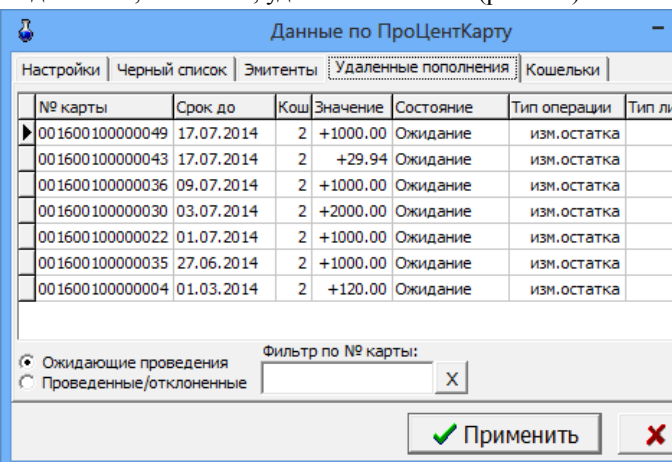 Данные по ПроЦентКарту
Настройки Черный список Эмитенты Удаленные пополнения Кошельки
№ карты Срок до Кош Значение Состояние Тип операции Тип ли
001600100000049 17.07.2014 2 +1000.00 Ожидание изм.остатка
001600100000043 17.07.2014 2 +29.94 Ожидание изм.остатка
001600100000036 09.07.2014 2 +1000.00 Ожидание изм.остатка
001600100000030 03.07.2014 2 +2000.00 Ожидание изм.остатка
001600100000022 01.07.2014 2 +1000.00 Ожидание изм.остатка
001600100000035 27.06.2014 2 +1000.00 Ожидание изм.остатка
001600100000004 01.03.2014 2 +120.00 Ожидание изм.остатка
Фильтр по № карты:
Ожидающие проведения
Проведенные/отклоненные X
Применить